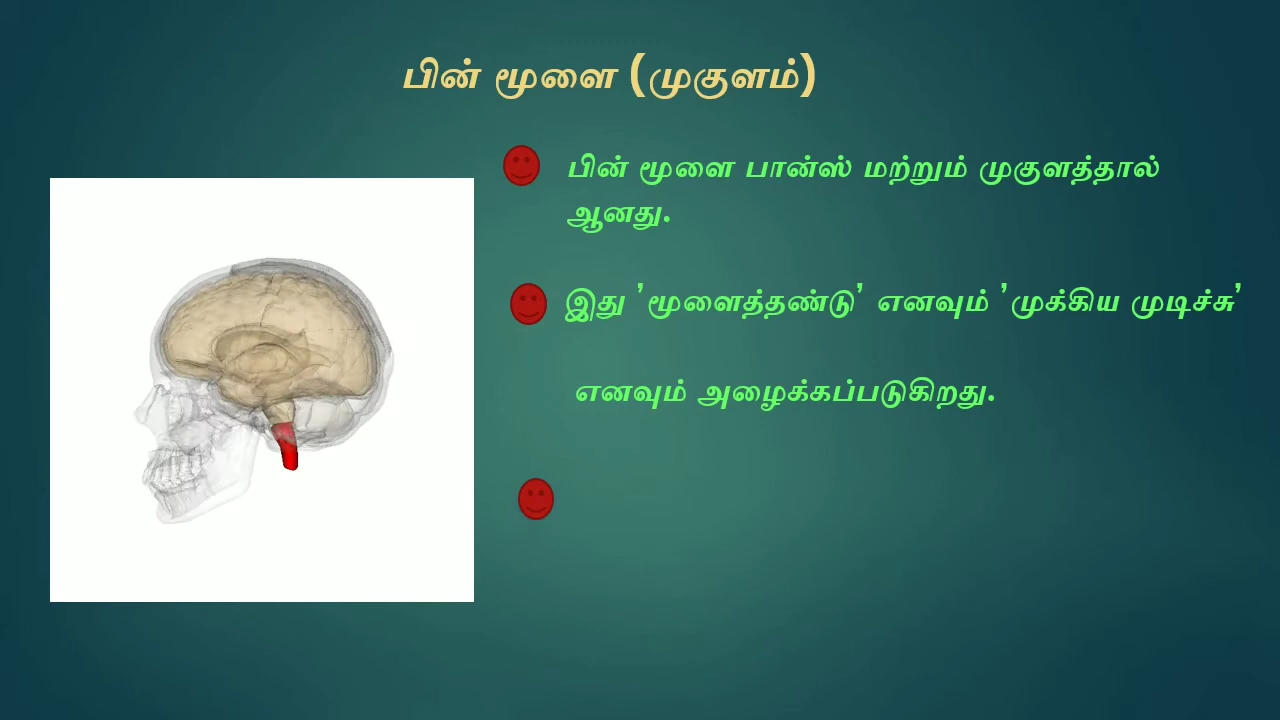 பின் மூளை (முகுளம்)
பின் மூளை பான்ஸ் மற்றும் முகுளத்தால்
ஆனது.
இது ’மூளைத்தண்டு’ எனவும் ’முக்கிய முடிச்சு’
எனவும் அழைக்கப்படுகிறது.